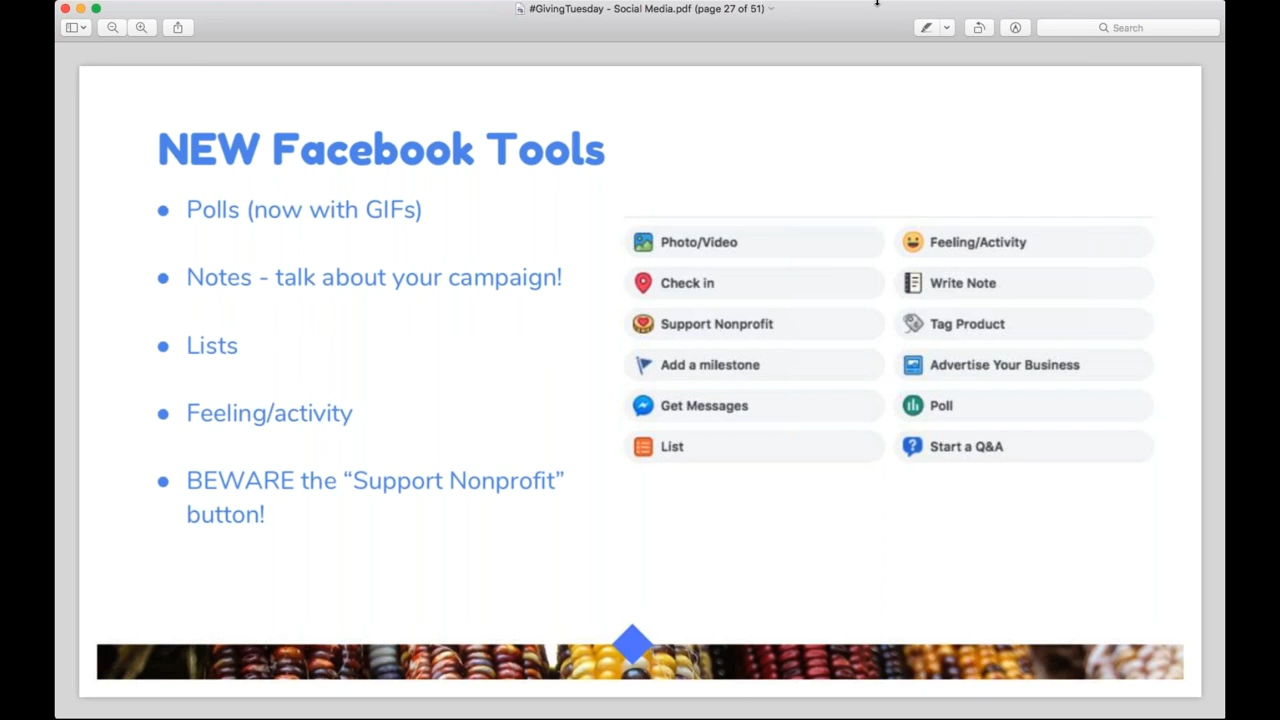 #GivingTuesday - Social Media.pdf (page 27 of 51)
Search
NEW Facebook Tools
● Polls (now with GIFs)
● Notes - talk about your campaign!
● Lists
● Feeling/activity
● BEWARE the “Support Nonprofit”
button!
Photo/Video
Feeling/Activity
Check in
Write Note
Support Nonprofit
Tag Product
Add a milestone
Advertise Your Business
Get Messages
Poll
List
Start a Q&A